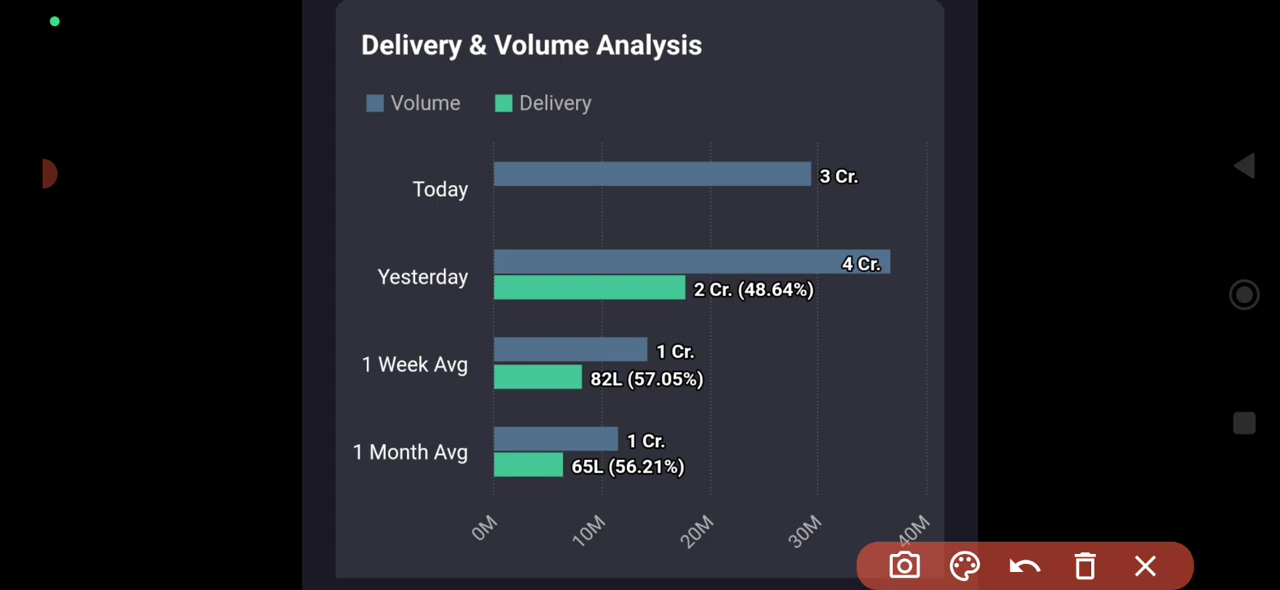 Delivery & Volume Analysis
Volume Delivery
Today
3 Cr.
Yesterday
4 Cr.
2 Cr. (48.64%)
1 Week Avg
1 Cr.
82L (57.05%)
1 Month Avg
1 Cr.
65L (56.21%)
0M 10M 20M 30M 40M